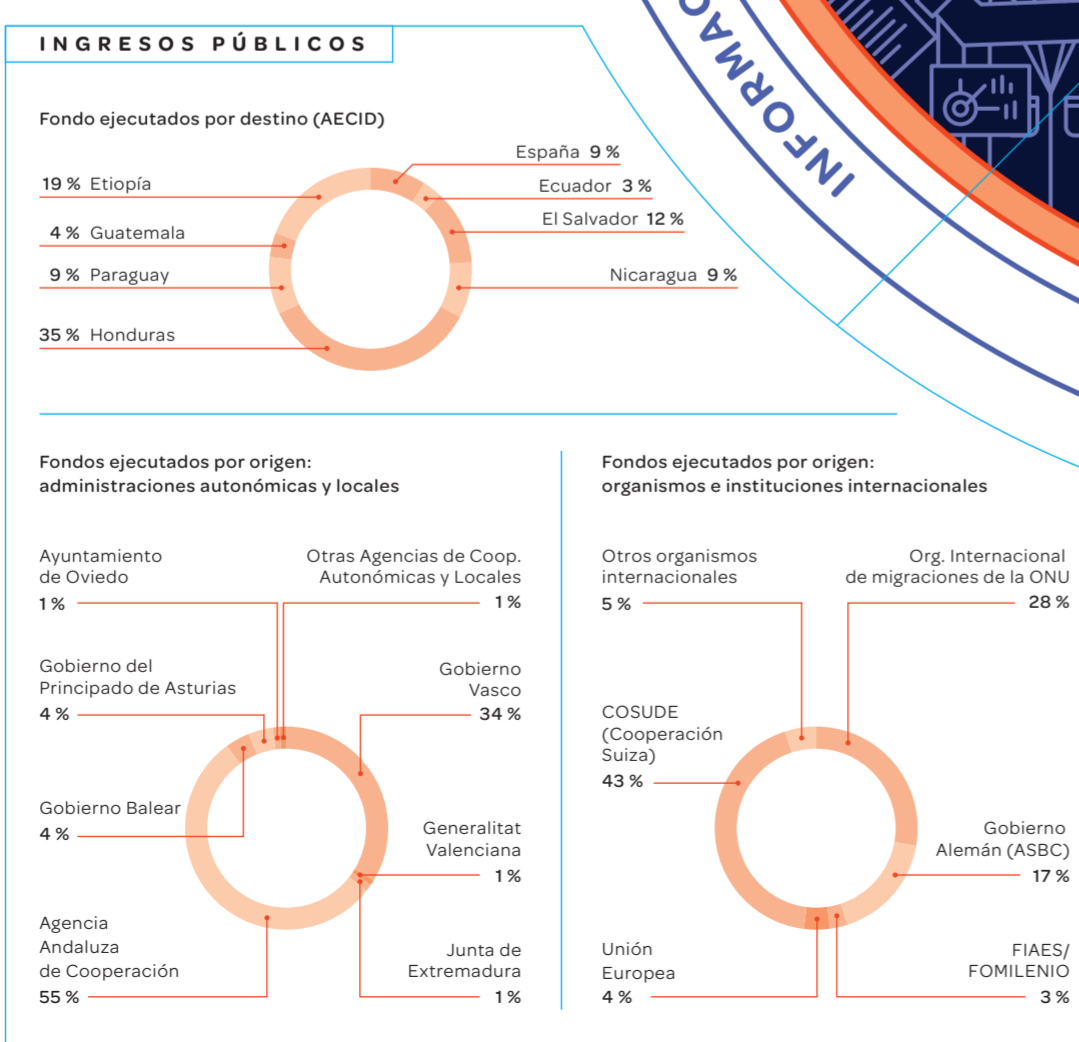 INGRESOS PÚBLICOS
INFORMAC
Fondo ejecutados por destino (AECID)
19 % Etiopía
4 % Guatemala
9 % Paraguay
35 % Honduras
España 9 %
Ecuador 3 %
El Salvador 12 %
Nicaragua 9 %
Fondos ejecutados por origen:
administraciones autonómicas y locales
Ayuntamiento
de Oviedo
1 %
Otras Agencias de Coop.
Autonómicas y Locales
1 %
Gobierno del
Principado de Asturias
4 %
Gobierno
Vasco
34 %
Gobierno Balear
4 %
Generalitat
Valenciana
1 %
Agencia
Andaluza
de Cooperación
55 %
Junta de
Extremadura
1 %
Fondos ejecutados por origen:
organismos e instituciones internacionales
Otros organismos
internacionales
5 %
Org. Internacional
de migraciones de la ONU
28 %
COSUDE
(Cooperación
Suiza)
43 %
Gobierno
Alemán (ASBC)
17 %
Unión
Europea
4 %
FIAES/
FOMILENIO
3 %